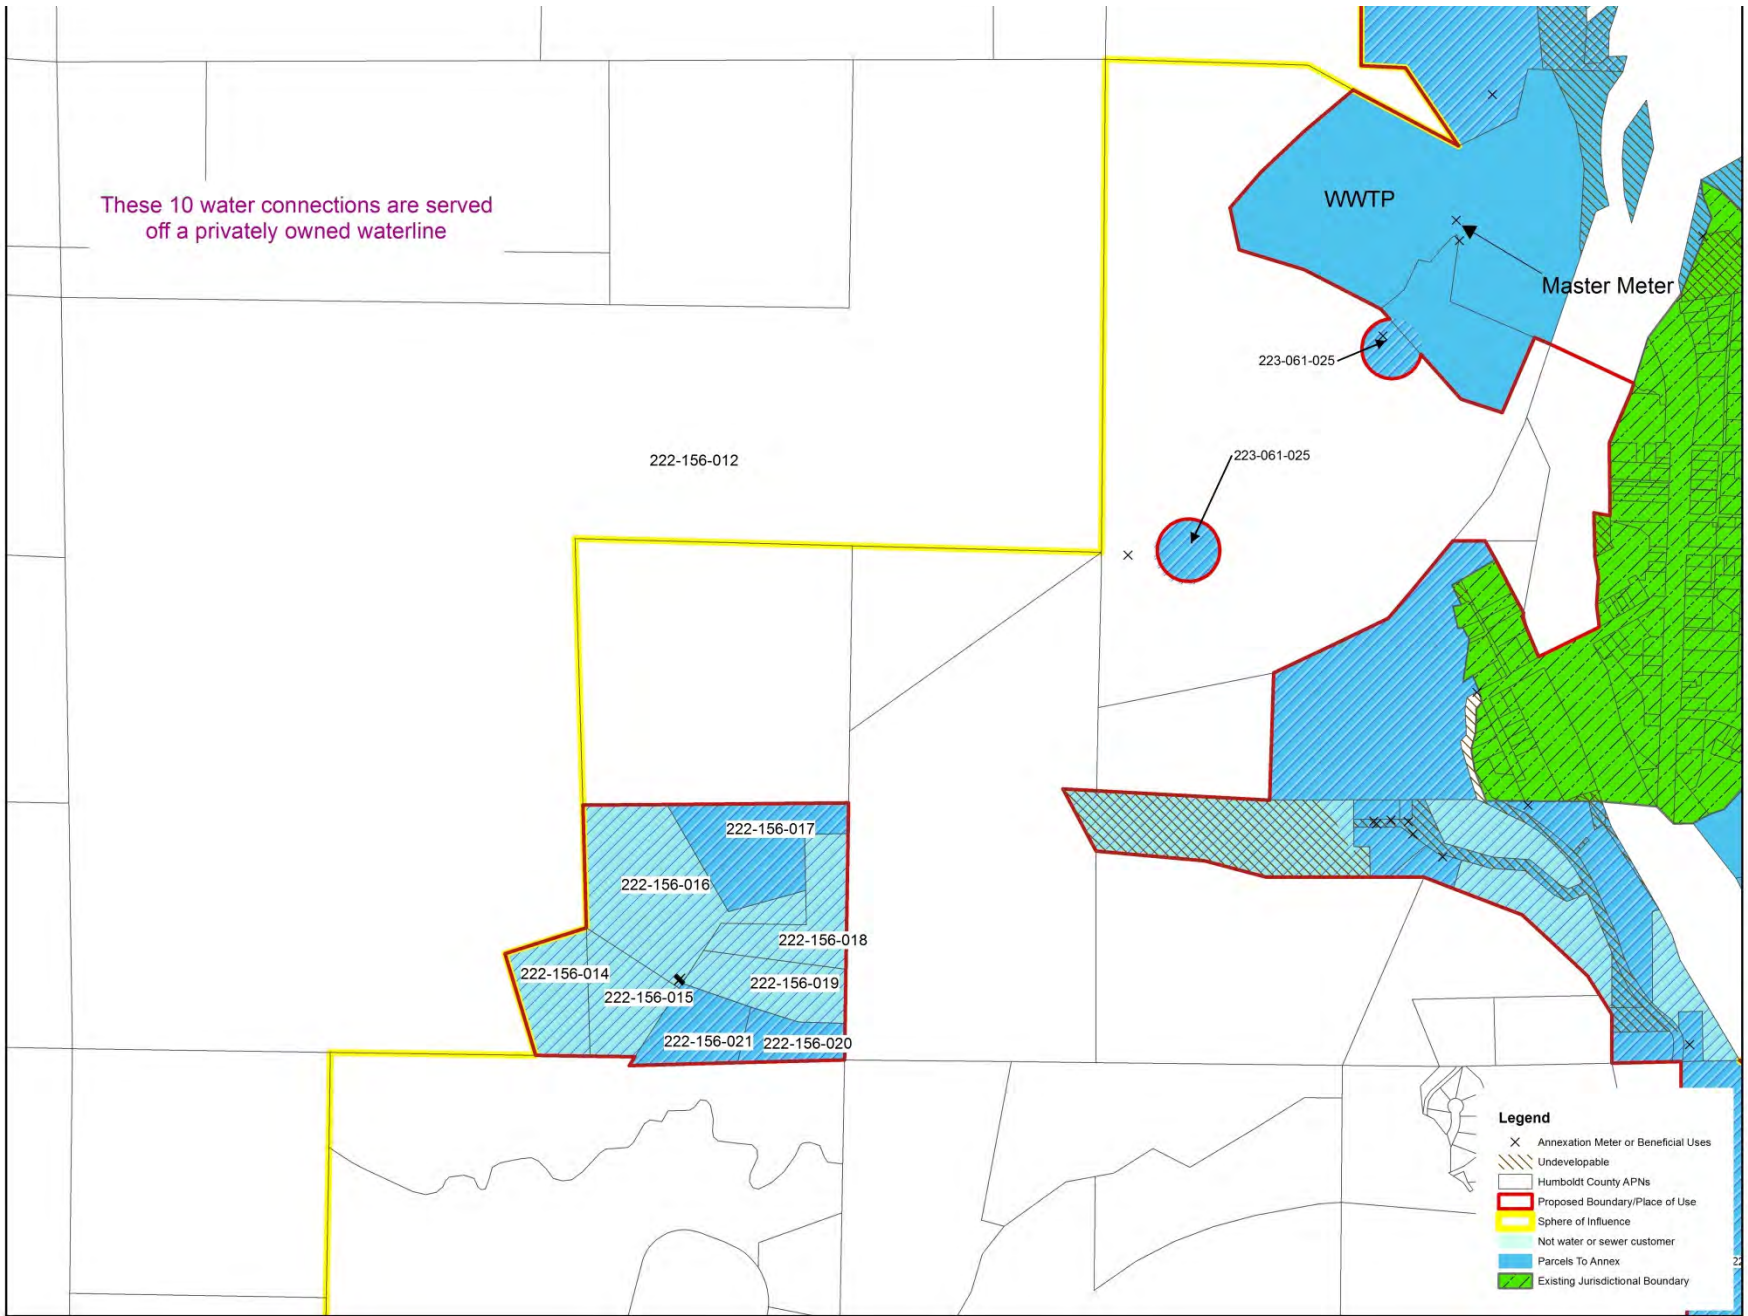 These 10 water connections are served
off a privately owned waterline
WWTP
Master Meter
223-061-025
223-061-025
222-156-012
222-156-017
222-156-016
222-156-018
222-156-014
222-156-019
222-156-015
222-156-021
222-156-020
Legend
Annexation Meter or Beneficial Uses
Undevelopable
Humboldt County APNs
Proposed Boundary/Place of Use
Sphere of Influence
Not water or sewer customer
Parcels To Annex
22
Existing Jurisdictional Boundary